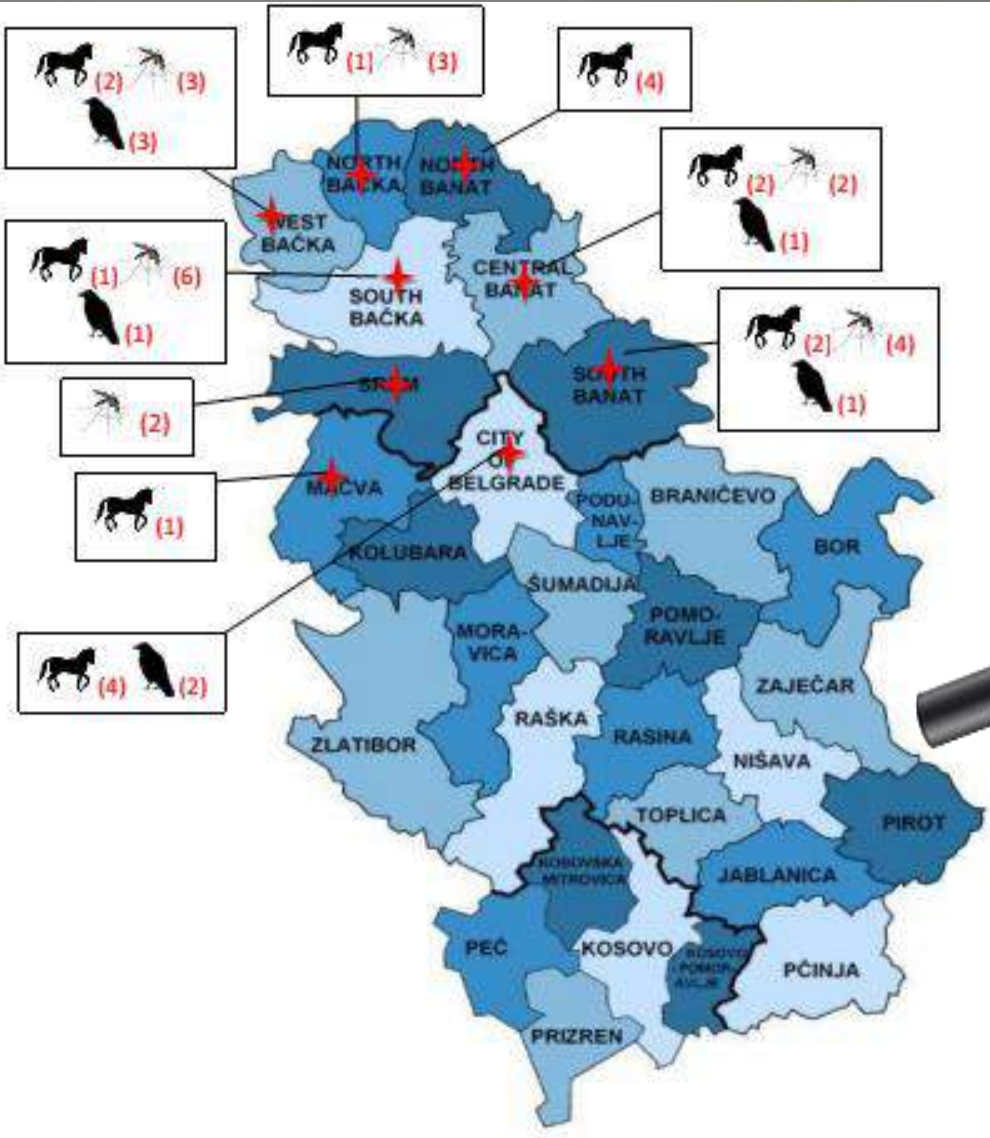 (2) (3)
(3)
(1) (3)
(4)
(2) (2)
(1)
(1) (6)
(1)
(2) (4)
(1)
(2)
(1)
(4) (2)
NORTH
BAČKA
NORTH
BANAT
WEST
BAČKA
SOUTH
BAČKA
CENTRAL
BANAT
SREM
SOUTH
BANAT
CITY
OF
BELGRADE
MAČVA
KOLUBARA
PODU-
NAV-
LJE
BRANIČEVO
BOR
ŠUMADIJA
POMO-
RAVLJE
MORA-
VICA
ZAJEČAR
ZLATIBOR
RAŠKA
RASINA
NIŠAVA
TOPLICA
PIROT
KOSOVSKA
MITROVICA
JABLANICA
PEĆ
KOSOVO
KOSOVO
- POMOR-
AVLJE
PČINJA
PRIZREN